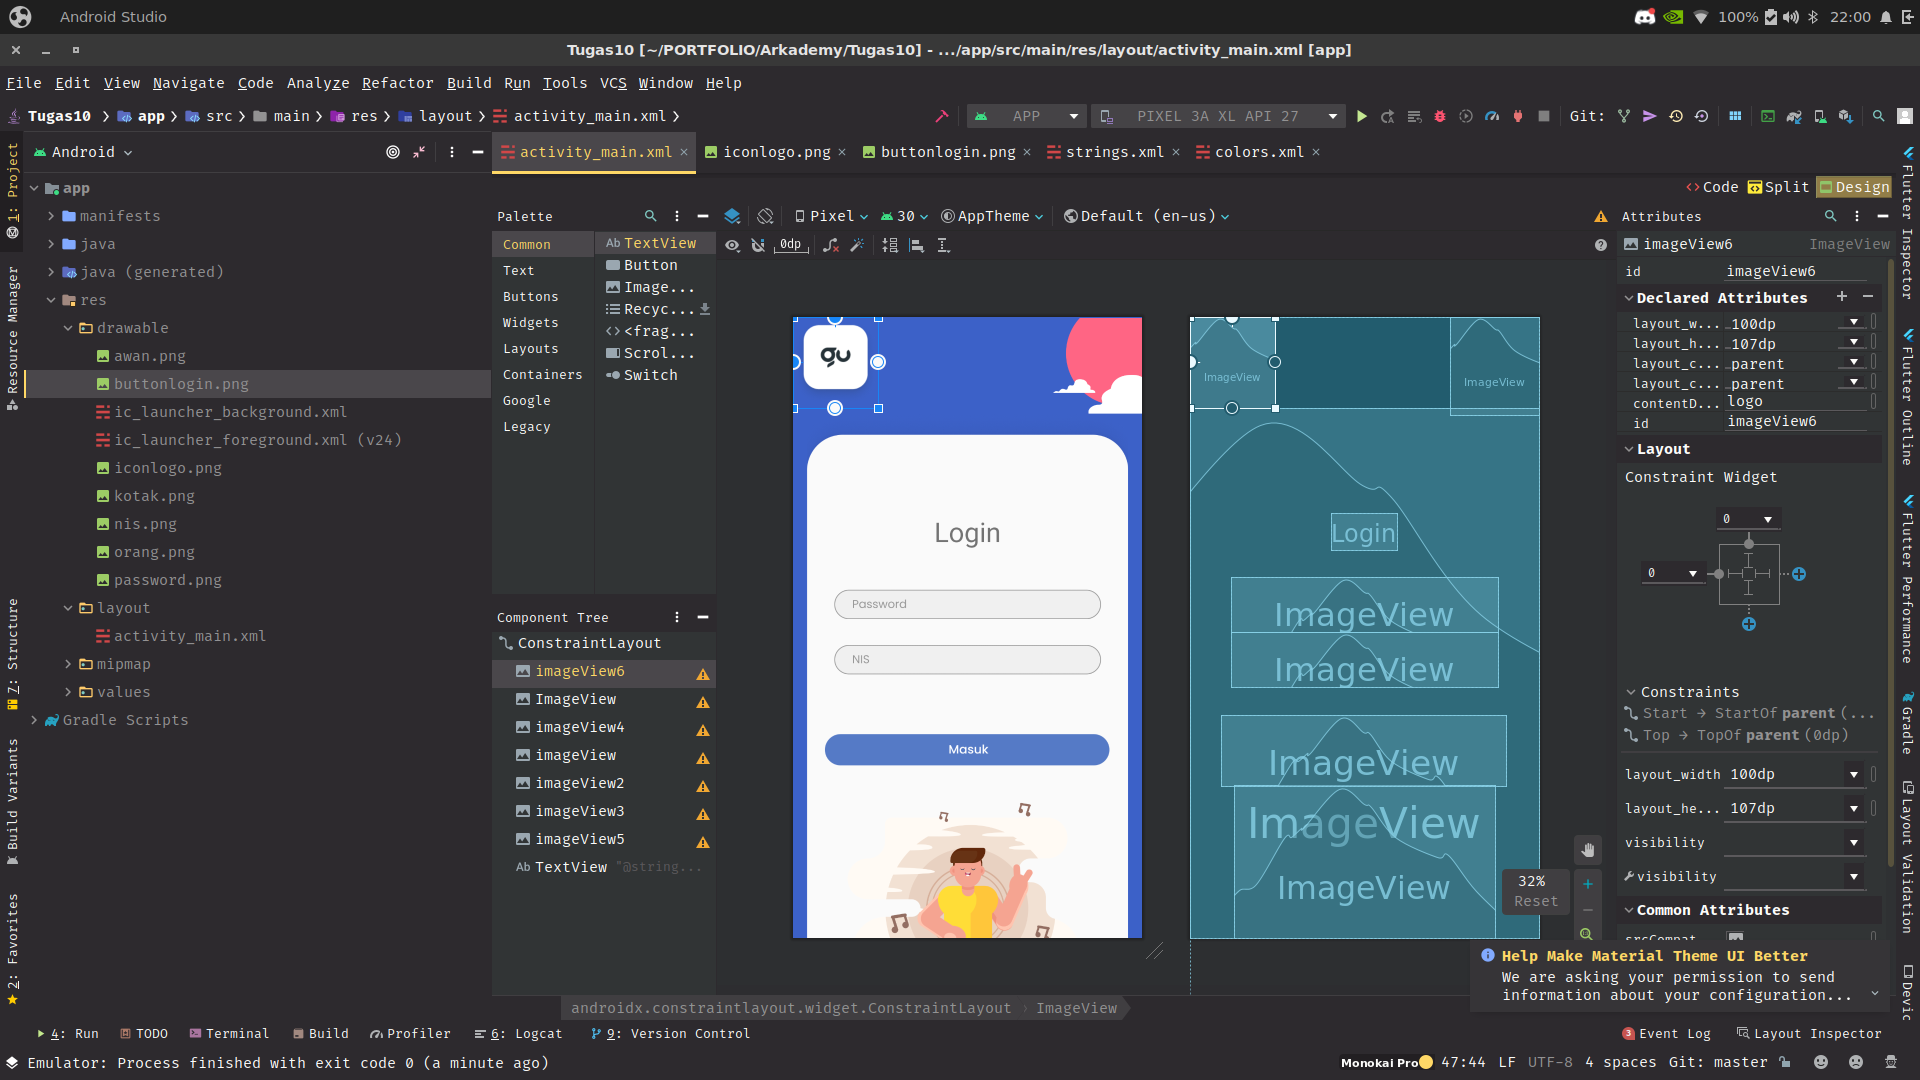 Android Studio
100%
22:00
Tugas10 [~/PORTFOLIO/Arkademy/Tugas10] - .../app/src/main/res/layout/activity_main.xml [app]
File Edit View Navigate Code Analyze Refactor Build Run Tools VCS Window Help
Tugas10 app src main res layout activity_main.xml
APP
PIXEL 3A XL API 27
Git:
Android
activity_main.xml
iconlogo.png
buttonlogin.png
strings.xml
colors.xml
1: Project
Resource Manager
7: Structure
Build Variants
2: Favorites
app
manifests
java
java (generated)
res
drawable
awan.png
buttonlogin.png
ic_launcher_background.xml
ic_launcher_foreground.xml (v24)
iconlogo.png
kotak.png
nis.png
orang.png
password.png
layout
activity_main.xml
mipmap
values
Gradle Scripts
Code
Split
Design
Palette
Common
Text
Buttons
Widgets
Layouts
Containers
Google
Legacy
Ab TextView
Button
Image...
Recyc...
<frag...
Scrol...
Switch
Pixel
30
AppTheme
Default (en-us)
0dp
Component Tree
ConstraintLayout
imageView6
ImageView
imageView4
imageView
imageView2
imageView3
imageView5
Ab TextView "@string...
gu
Login
Password
NIS
Masuk
ImageView
ImageView
Login
ImageView
ImageView
ImageView
ImageView
ImageView
32%
Reset
Attributes
imageView6 ImageView
id imageView6
Declared Attributes
layout_w... 100dp
layout_h... 107dp
layout_c... parent
layout_c... parent
contentD... logo
id imageView6
Layout
Constraint Widget
0
0
Constraints
Start → StartOf parent (...
Top → TopOf parent (0dp)
layout_width 100dp
layout_he... 107dp
visibility
visibility
Common Attributes
srcCompat
Flutter Inspector
Flutter Outline
Flutter Performance
Gradle
Layout Validation
Devic
Help Make Material Theme UI Better
We are asking your permission to send
information about your configuration...
androidx.constraintlayout.widget.ConstraintLayout › ImageView
4: Run
TODO
Terminal
Build
Profiler
6: Logcat
9: Version Control
3 Event Log
Layout Inspector
Emulator: Process finished with exit code 0 (a minute ago)
Monokai Pro
47:44 LF UTF-8 4 spaces Git: master